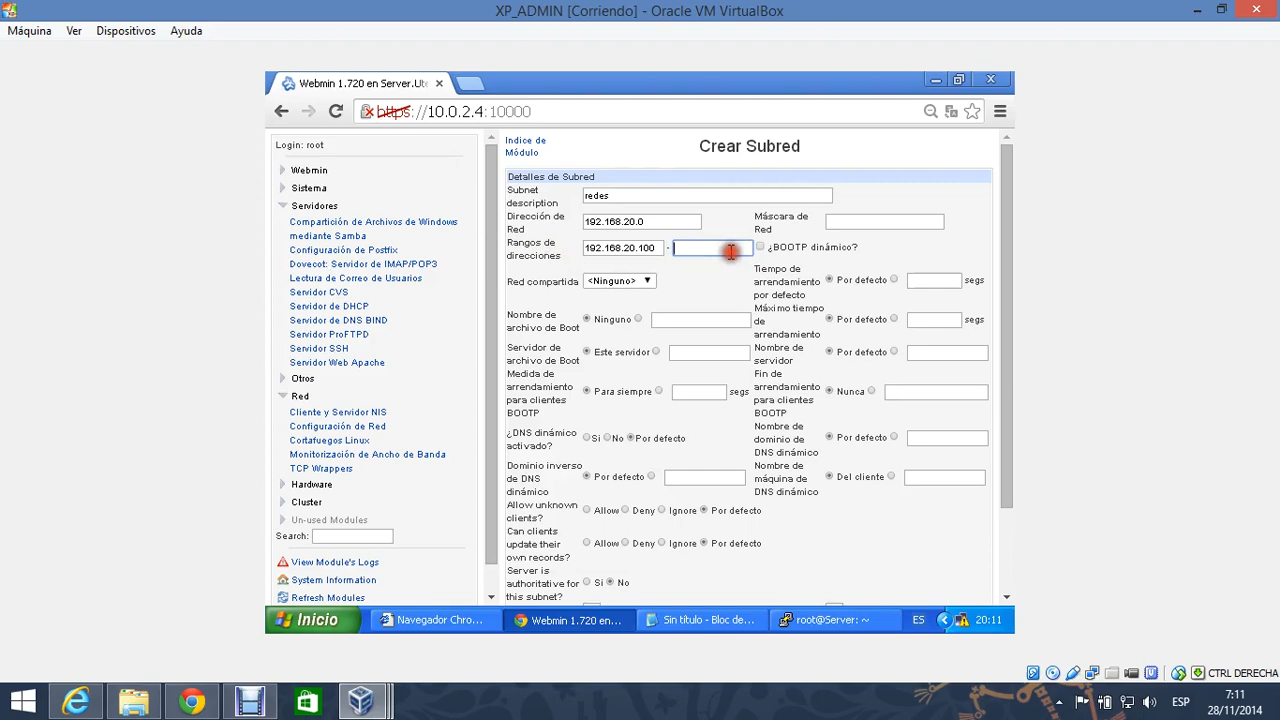 XP_ADMIN [Corriendo] - Oracle VM VirtualBox
Máquina Ver Dispositivos Ayuda
Webmin 1.720 en Server.Ute
https://10.0.2.4:10000
Login: root
Webmin
Sistema
Servidores
Compartición de Archivos de Windows
mediante Samba
Configuración de Postfix
Dovecot: Servidor de IMAP/POP3
Lectura de Correo de Usuarios
Servidor CVS
Servidor de DHCP
Servidor de DNS BIND
Servidor ProFTPD
Servidor SSH
Servidor Web Apache
Otros
Red
Cliente y Servidor NIS
Configuración de Red
Cortafuegos Linux
Monitorización de Ancho de Banda
TCP Wrappers
Hardware
Cluster
Un-used Modules
Search:
View Module's Logs
System Information
Refresh Modules
Indice de
Módulo
Crear Subred
Detalles de Subred
Subnet
description
redes
Dirección de
Red
192.168.20.0
Máscara de
Red
Rangos de
direcciones
192.168.20.100 -
¿BOOTP dinámico?
Red compartida
<Ninguno>
Tiempo de
arrendamiento
por defecto
Por defecto
segs
Nombre de
archivo de Boot
Ninguno
Máximo tiempo
de
arrendamiento
Por defecto
segs
Servidor de
archivo de Boot
Este servidor
Nombre de
servidor
Por defecto
Medida de
arrendamiento
para clientes
BOOTP
Para siempre
segs
Fin de
arrendamiento
para clientes
BOOTP
Nunca
¿DNS dinámico
activado?
Si No Por defecto
Nombre de
dominio de
DNS dinámico
Por defecto
Dominio inverso
de DNS
dinámico
Por defecto
Nombre de
máquina de
DNS dinámico
Del cliente
Allow unknown
clients?
Allow Deny Ignore Por defecto
Can clients
update their
own records?
Allow Deny Ignore Por defecto
Server is
authoritative for
this subnet?
Si No
Inicio
Navegador Chro...
Webmin 1.720 en...
Sin título - Bloc de...
root@Server: ~
ES
20:11
CTRL DERECHA
ESP
7:11
28/11/2014